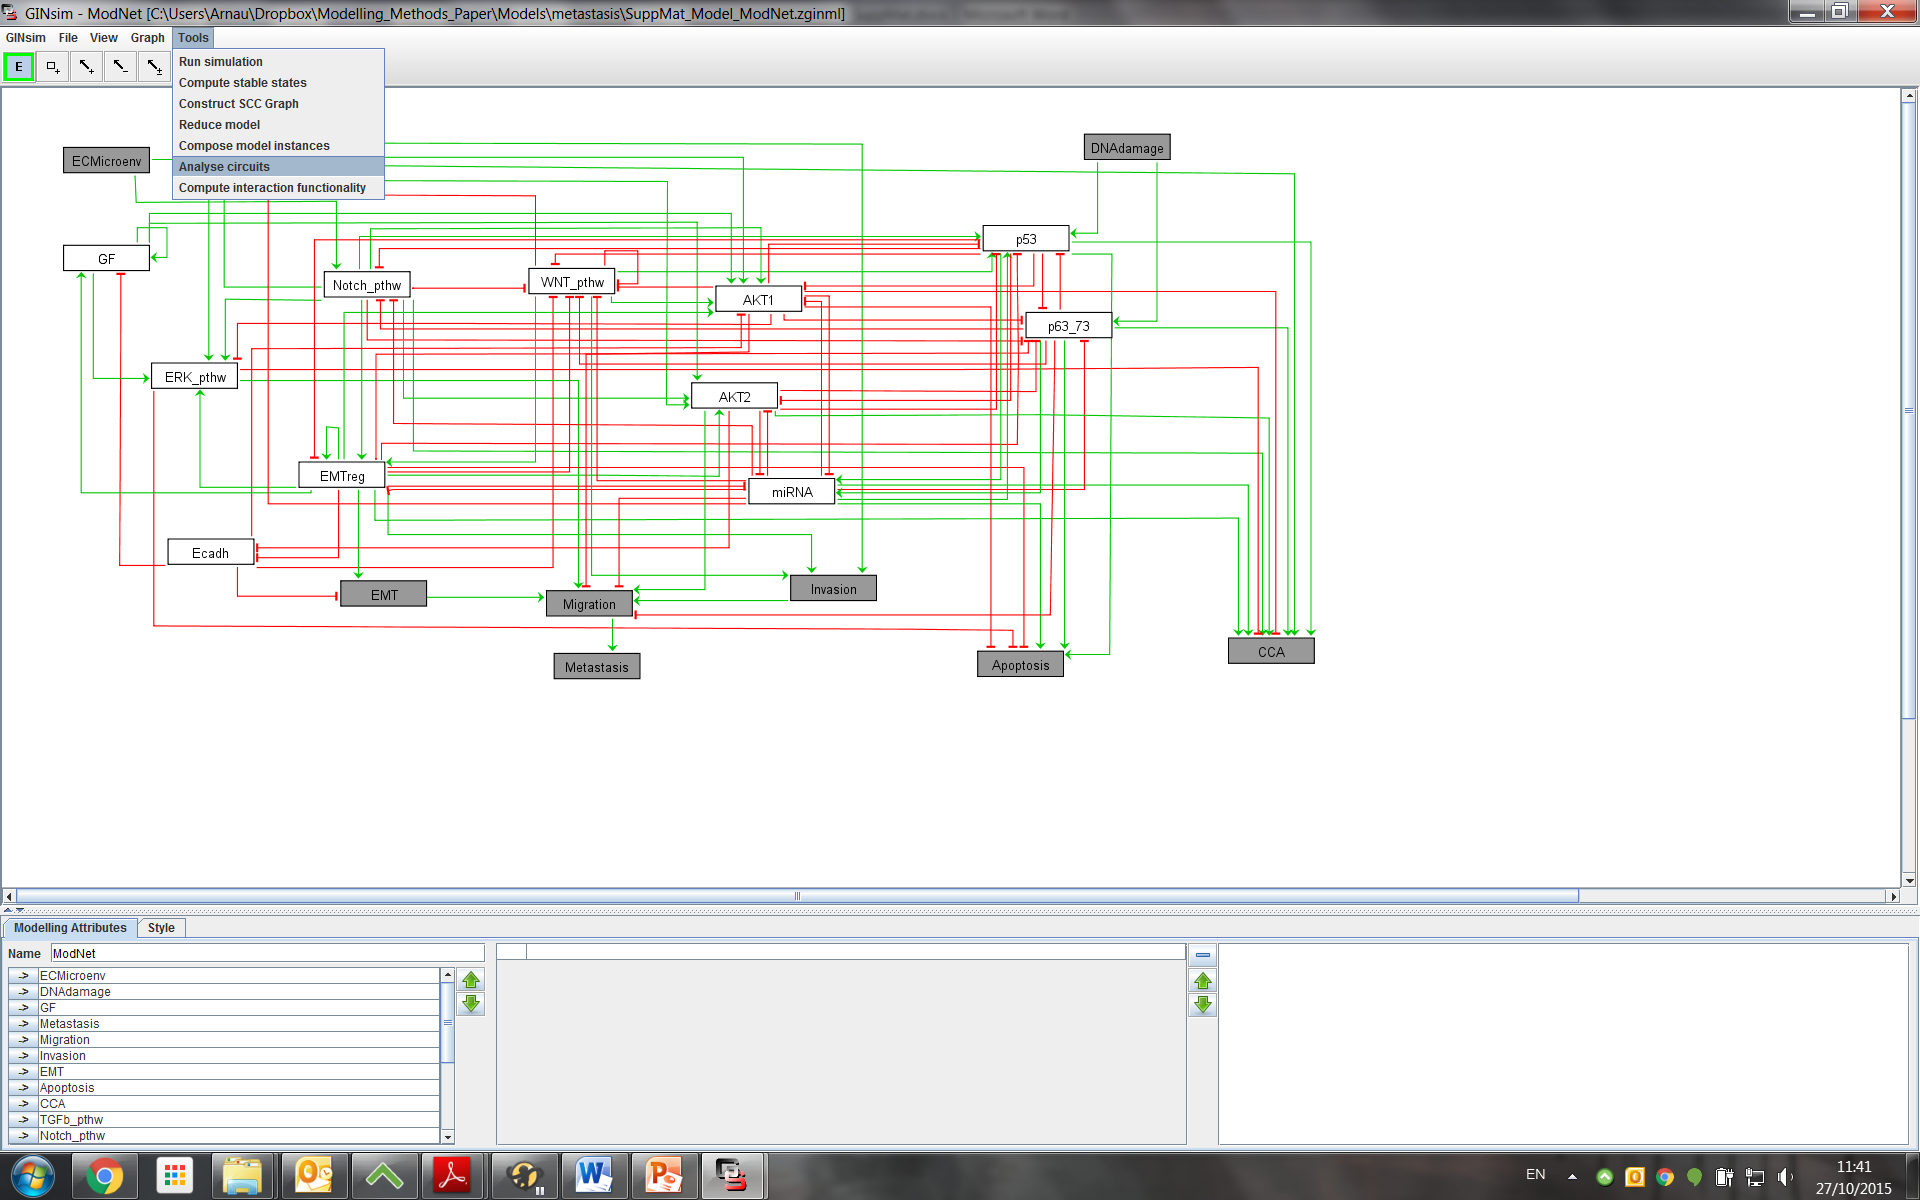 GINsim - ModNet [C:\Users\Arnau\Dropbox\Modelling_Methods_Paper\Models\metastasis\SuppMat_Model_ModNet.zginml]
GINsim File View Graph Tools
E
Run simulation
Compute stable states
Construct SCC Graph
Reduce model
Compose model instances
Analyse circuits
Compute interaction functionality
ECMicroenv
DNAdamage
p53
GF
Notch_pthw
WNT_pthw
AKT1
p63_73
ERK_pthw
AKT2
EMTreg
miRNA
Ecadh
EMT
Migration
Invasion
Metastasis
Apoptosis
CCA
Modelling Attributes Style
Name ModNet
-> ECMicroenv
-> DNAdamage
-> GF
-> Metastasis
-> Migration
-> Invasion
-> EMT
-> Apoptosis
-> CCA
-> TGFb_pthw
-> Notch_pthw
EN
11:41
27/10/2015